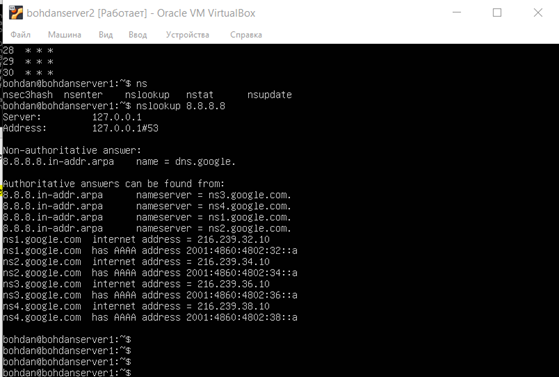 bohdanserver2 [Работает] - Oracle VM VirtualBox
Файл Машина Вид Ввод Устройства Справка
28 * * *
29 * * *
30 * * *
bohdan@bohdanserver1:~$ ns
nsec3hash nsenter nslookup nstat nsupdate
bohdan@bohdanserver1:~$ nslookup 8.8.8.8
Server: 127.0.0.1
Address: 127.0.0.1#53
Non-authoritative answer:
8.8.8.8.in-addr.arpa name = dns.google.
Authoritative answers can be found from:
8.8.8.in-addr.arpa nameserver = ns3.google.com.
8.8.8.in-addr.arpa nameserver = ns4.google.com.
8.8.8.in-addr.arpa nameserver = ns1.google.com.
8.8.8.in-addr.arpa nameserver = ns2.google.com.
ns1.google.com internet address = 216.239.32.10
ns1.google.com has AAAA address 2001:4860:4802:32::a
ns2.google.com internet address = 216.239.34.10
ns2.google.com has AAAA address 2001:4860:4802:34::a
ns3.google.com internet address = 216.239.36.10
ns3.google.com has AAAA address 2001:4860:4802:36::a
ns4.google.com internet address = 216.239.38.10
ns4.google.com has AAAA address 2001:4860:4802:38::a
bohdan@bohdanserver1:~$
bohdan@bohdanserver1:~$
bohdan@bohdanserver1:~$
bohdan@bohdanserver1:~$